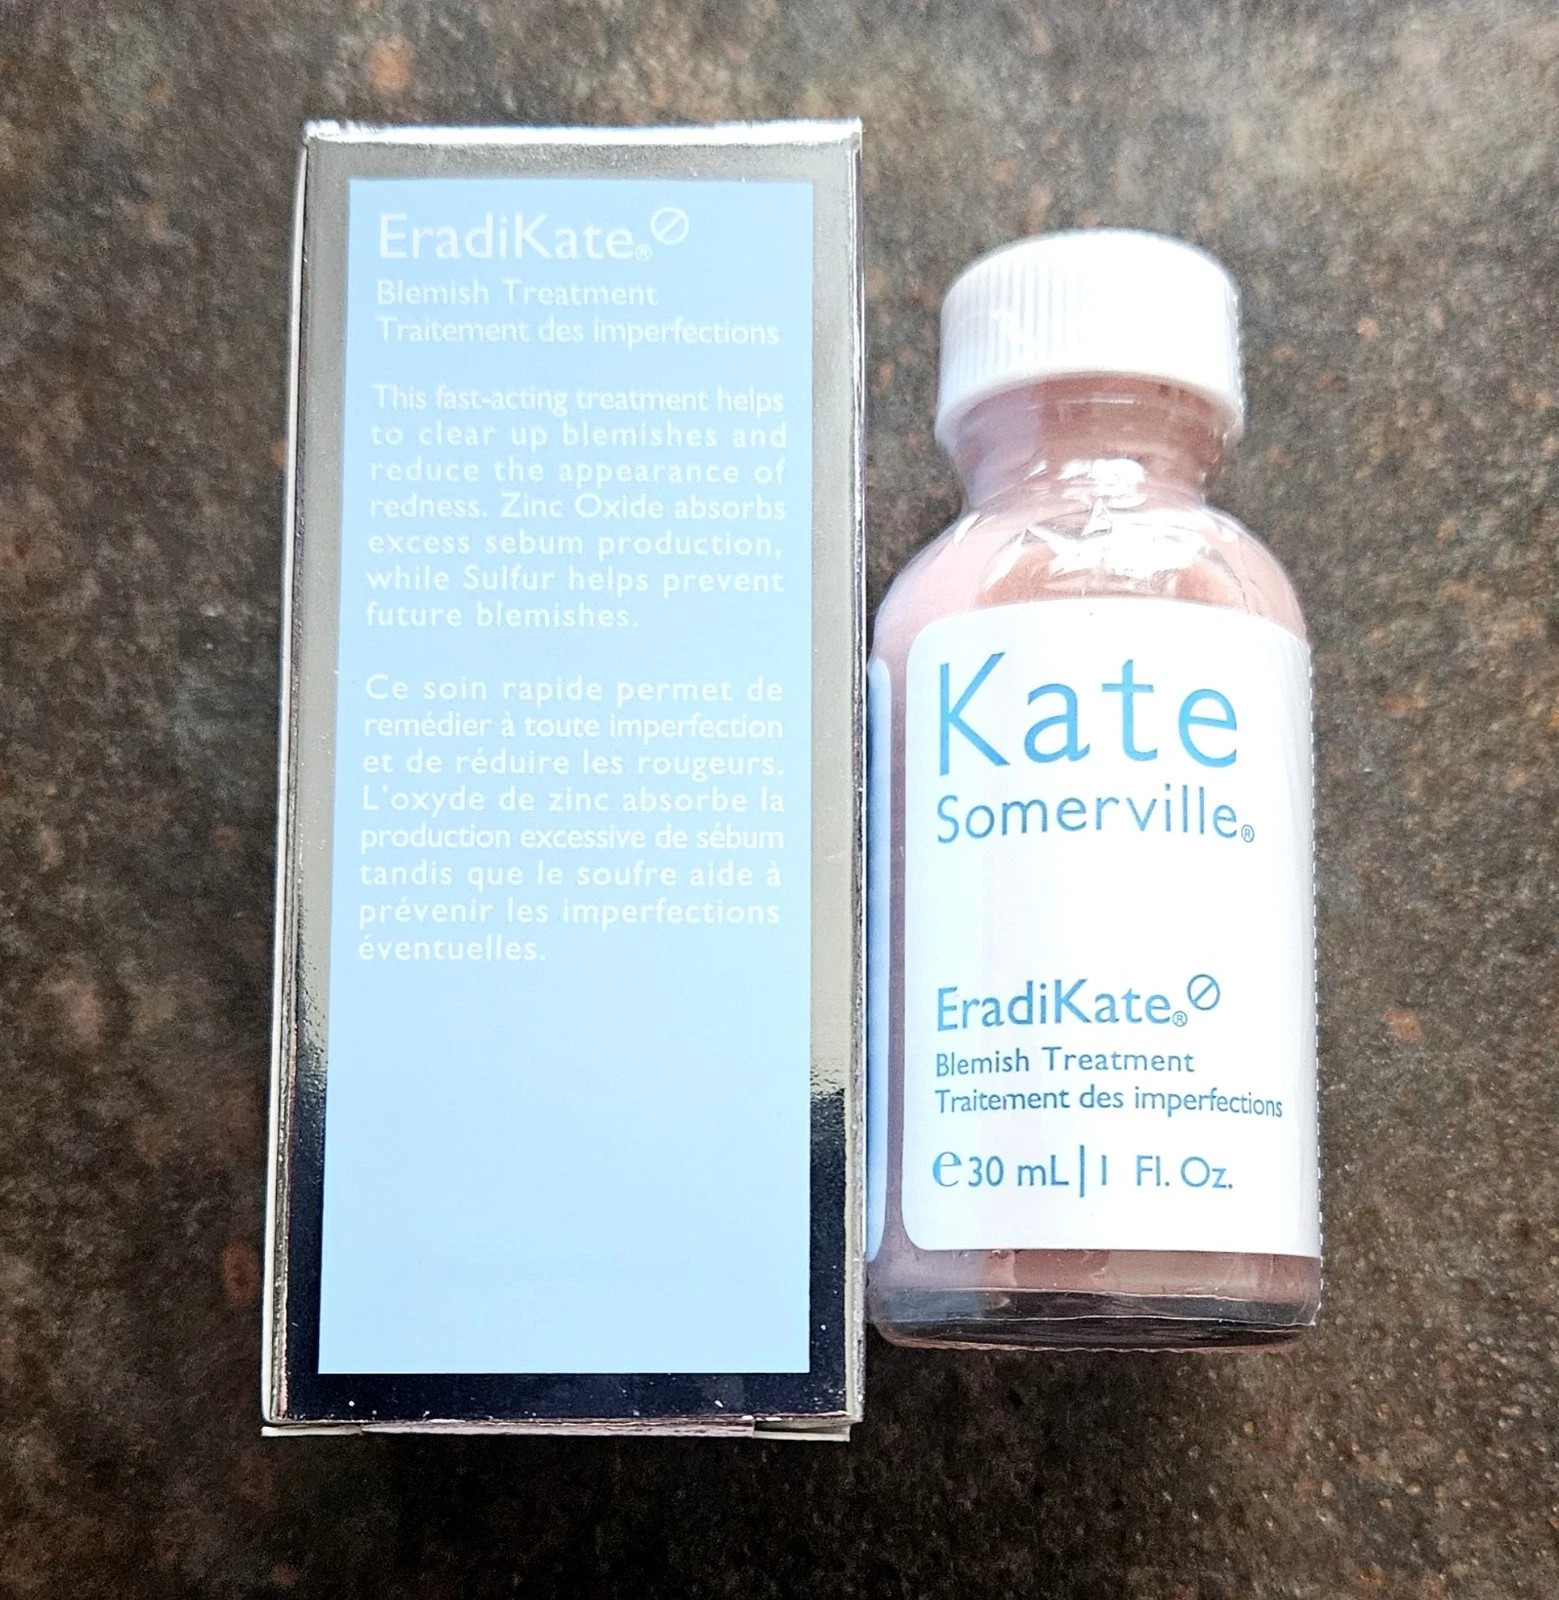 EradiKate®
Blemish Treatment
Traitement des imperfections
This fast-acting treatment helps
to clear up blemishes and
reduce the appearance of
redness. Zinc Oxide absorbs
excess sebum production,
while Sulfur helps prevent
future blemishes.
Ce soin rapide permet de
remédier à toute imperfection
et de réduire les rougeurs.
L'oxyde de zinc absorbe la
production excessive de sébum
tandis que le soufre aide à
prévenir les imperfections
éventuelles.
Kate
Somerville®
EradiKate®
Blemish Treatment
Traitement des imperfections
℮30 mL|1 Fl. Oz.